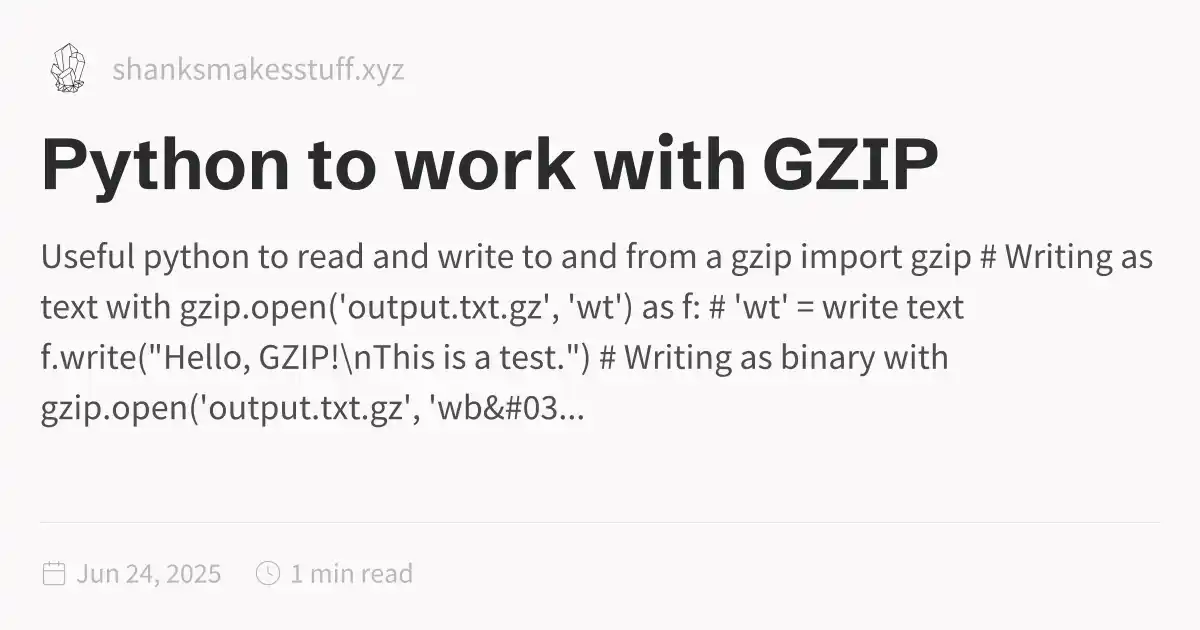 shanksmakesstuff.xyz
Python to work with GZIP
Useful python to read and write to and from a gzip import gzip # Writing as
text with gzip.open('output.txt.gz', 'wt') as f: # 'wt' = write text
f.write("Hello, GZIP!\nThis is a test.") # Writing as binary with
gzip.open('output.txt.gz', 'wb&#03...
Jun 24, 2025 1 min read